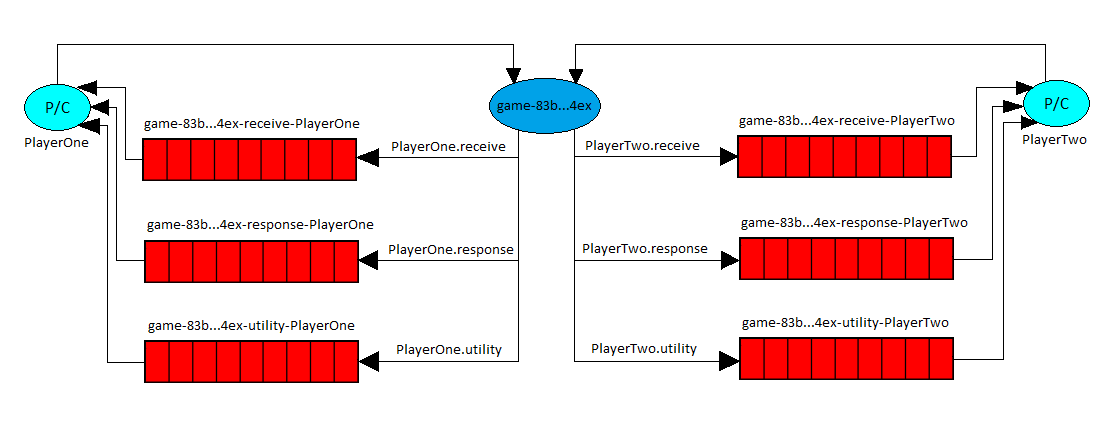 P/C
game-83b...4ex
P/C
PlayerOne
PlayerTwo
game-83b...4ex-receive-PlayerOne
PlayerOne.receive
PlayerTwo.receive
game-83b...4ex-receive-PlayerTwo
game-83b...4ex-response-PlayerOne
PlayerOne.response
PlayerTwo.response
game-83b...4ex-response-PlayerTwo
game-83b...4ex-utility-PlayerOne
PlayerOne.utility
PlayerTwo.utility
game-83b...4ex-utility-PlayerTwo